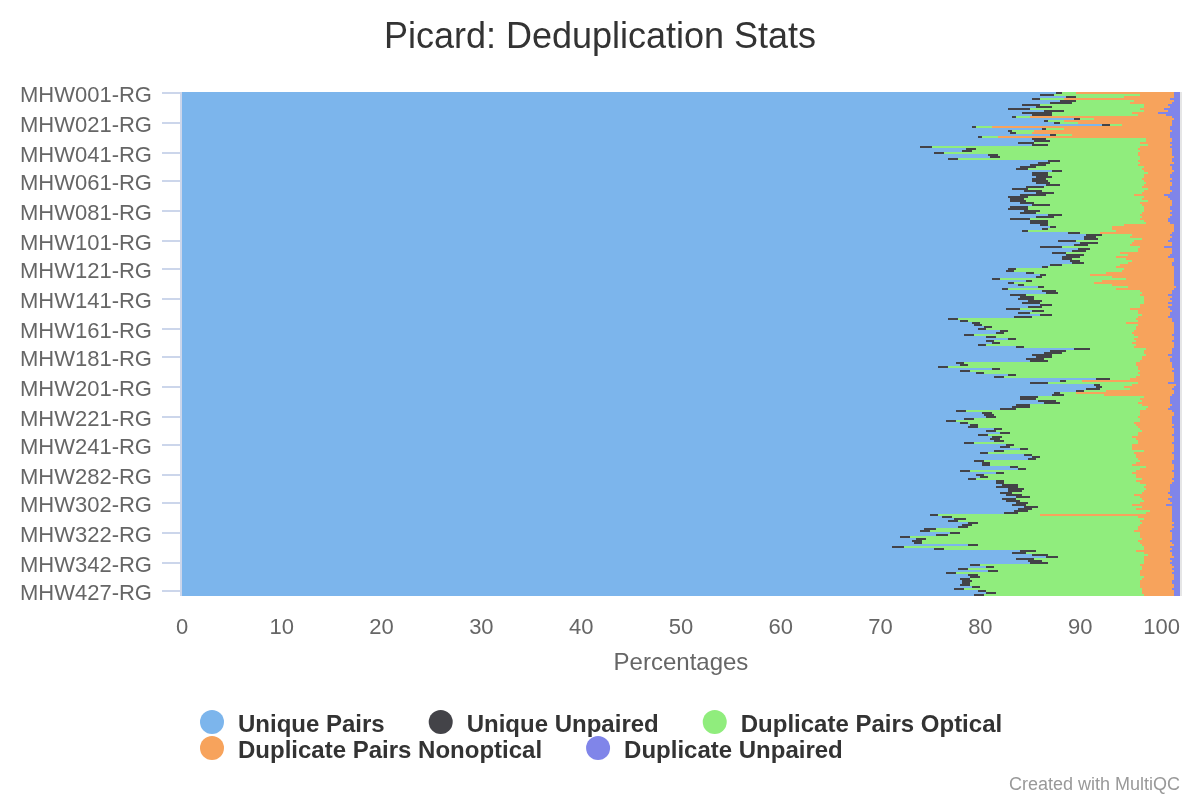 Picard: Deduplication Stats
MHW001-RG
MHW021-RG
MHW041-RG
MHW061-RG
MHW081-RG
MHW101-RG
MHW121-RG
MHW141-RG
MHW161-RG
MHW181-RG
MHW201-RG
MHW221-RG
MHW241-RG
MHW282-RG
MHW302-RG
MHW322-RG
MHW342-RG
MHW427-RG
0 10 20 30 40 50 60 70 80 90 100
Percentages
Unique Pairs Unique Unpaired Duplicate Pairs Optical
Duplicate Pairs Nonoptical Duplicate Unpaired
Created with MultiQC